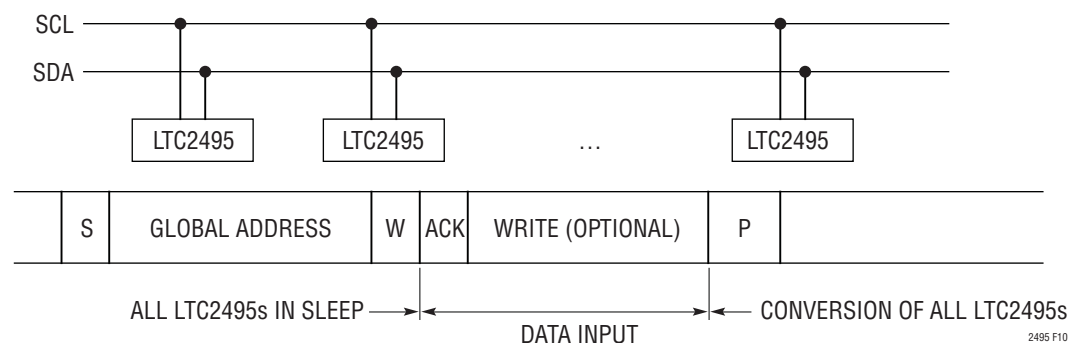 SCL
SDA
LTC2495 LTC2495 … LTC2495
S GLOBAL ADDRESS W ACK WRITE (OPTIONAL) P
ALL LTC2495s IN SLEEP DATA INPUT CONVERSION OF ALL LTC2495s
2495 F10